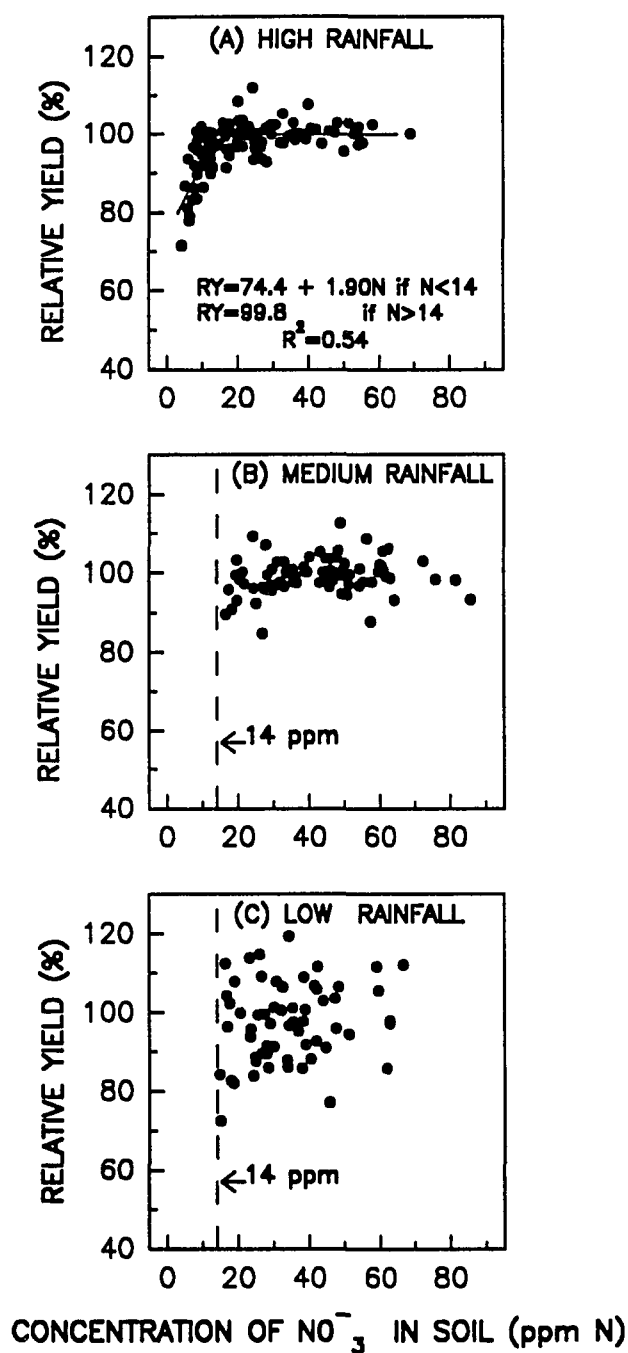 (A) HIGH RAINFALL
RELATIVE YIELD (%)
120
100
80
60
40
RY=74.4 + 1.90N if N<14
RY=99.8 if N>14
R²=0.54
0 20 40 60 80
(B) MEDIUM RAINFALL
RELATIVE YIELD (%)
120
100
80
60
40
14 ppm
0 20 40 60 80
(C) LOW RAINFALL
RELATIVE YIELD (%)
120
100
80
60
40
14 ppm
0 20 40 60 80
CONCENTRATION OF NO₃⁻ IN SOIL (ppm N)